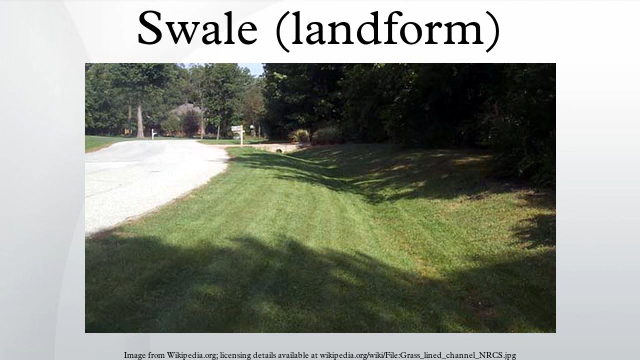 Swale (landform)
Image from Wikipedia.org; licensing details available at wikipedia.org/wiki/File:Grass_lined_channel_NRCS.jpg